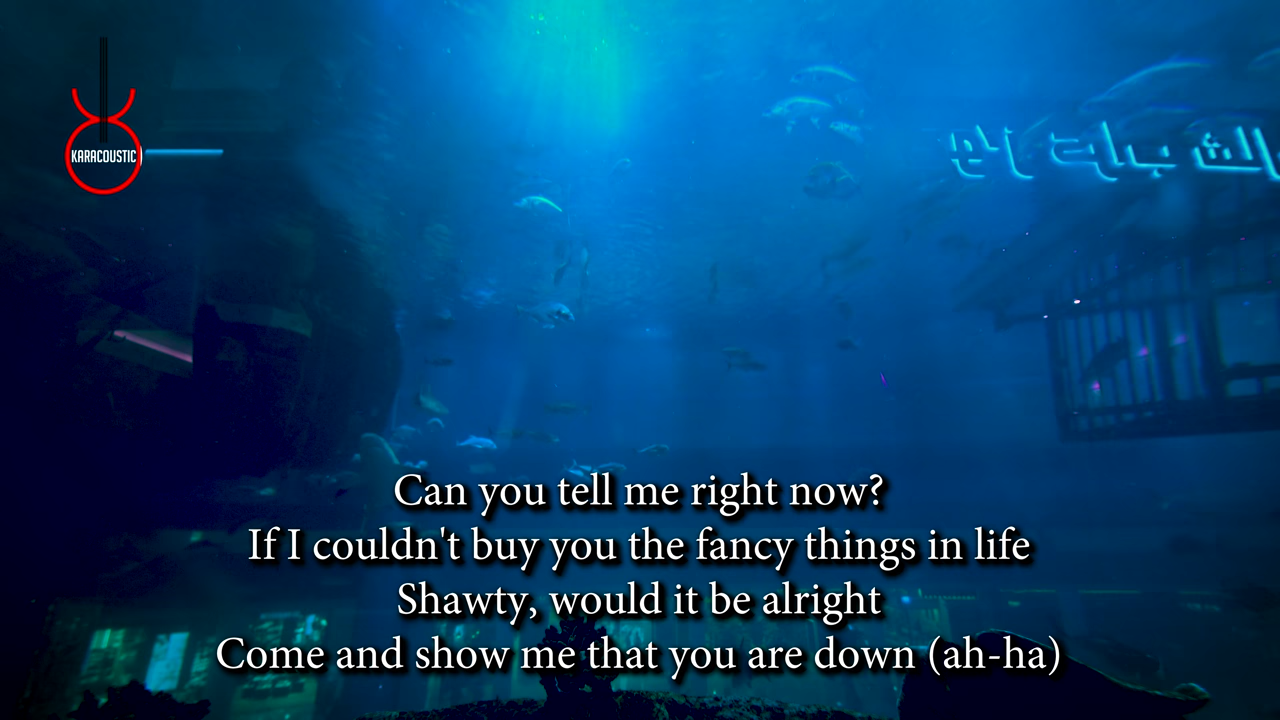 KARACOUSTIC
Can you tell me right now?
If I couldn't buy you the fancy things in life
Shawty, would it be alright
Come and show me that you are down (ah-ha)